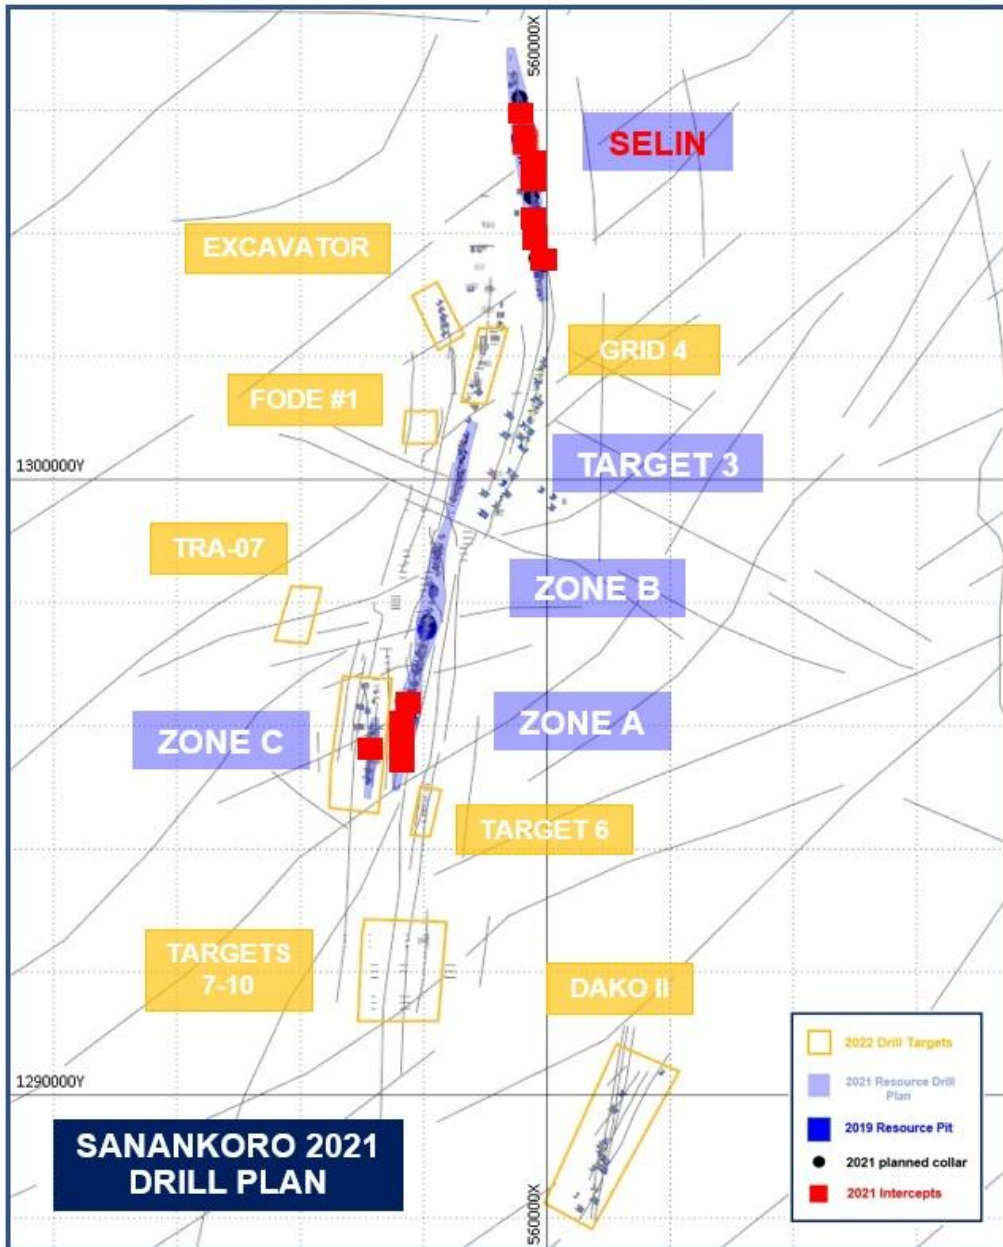 560000X
SELIN
EXCAVATOR
GRID 4
FODE #1
TARGET 3
1300000Y
TRA-07
ZONE B
ZONE C
ZONE A
TARGET 6
TARGETS
7-10
DAKO II
1290000Y
SANANKORO 2021
DRILL PLAN
560000X
2022 Drill Targets
2021 Resource Drill
Plan
2019 Resource Pit
2021 planned collar
2021 Intercepts